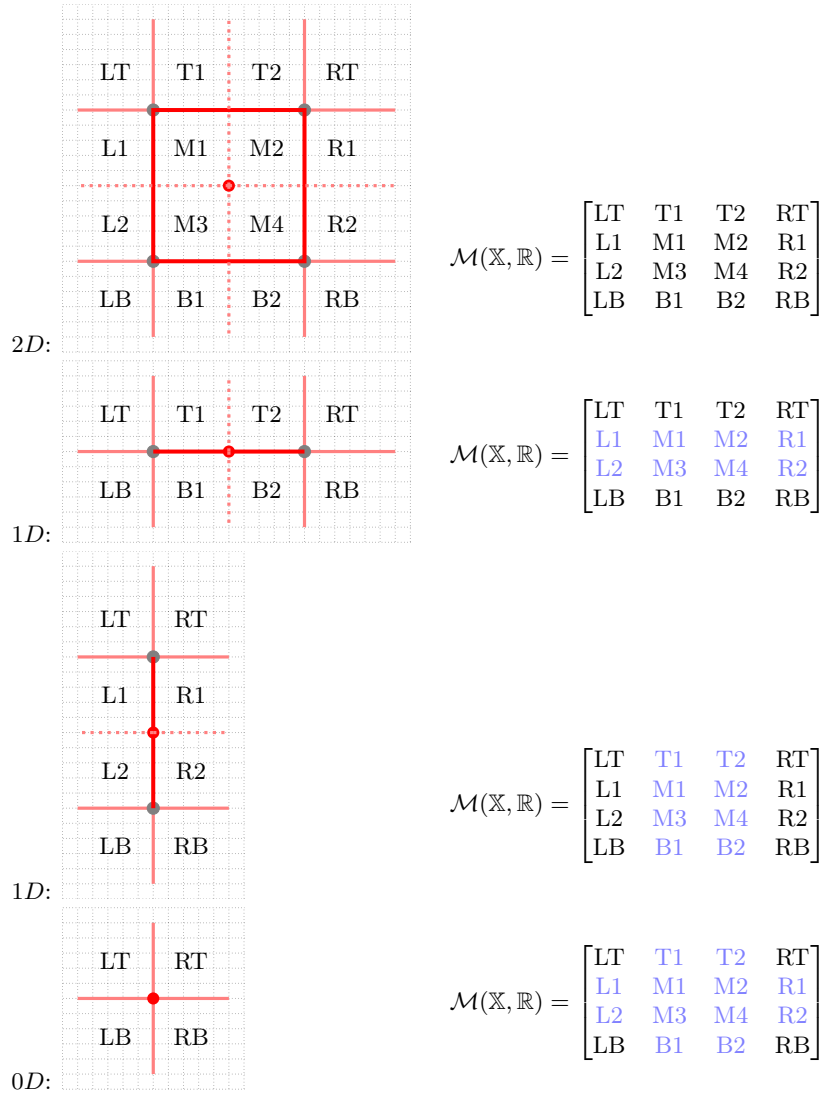 LT T1 T2 RT
L1 M1 M2 R1
L2 M3 M4 R2
LB B1 B2 RB
2D:
ℳ(𝕏, ℝ) =
LT T1 T2 RT
L1 M1 M2 R1
L2 M3 M4 R2
LB B1 B2 RB
LT T1 T2 RT
LB B1 B2 RB
1D:
ℳ(𝕏, ℝ) =
LT T1 T2 RT
L1 M1 M2 R1
L2 M3 M4 R2
LB B1 B2 RB
LT RT
L1 R1
L2 R2
LB RB
1D:
ℳ(𝕏, ℝ) =
LT T1 T2 RT
L1 M1 M2 R1
L2 M3 M4 R2
LB B1 B2 RB
LT RT
LB RB
0D:
ℳ(𝕏, ℝ) =
LT T1 T2 RT
L1 M1 M2 R1
L2 M3 M4 R2
LB B1 B2 RB